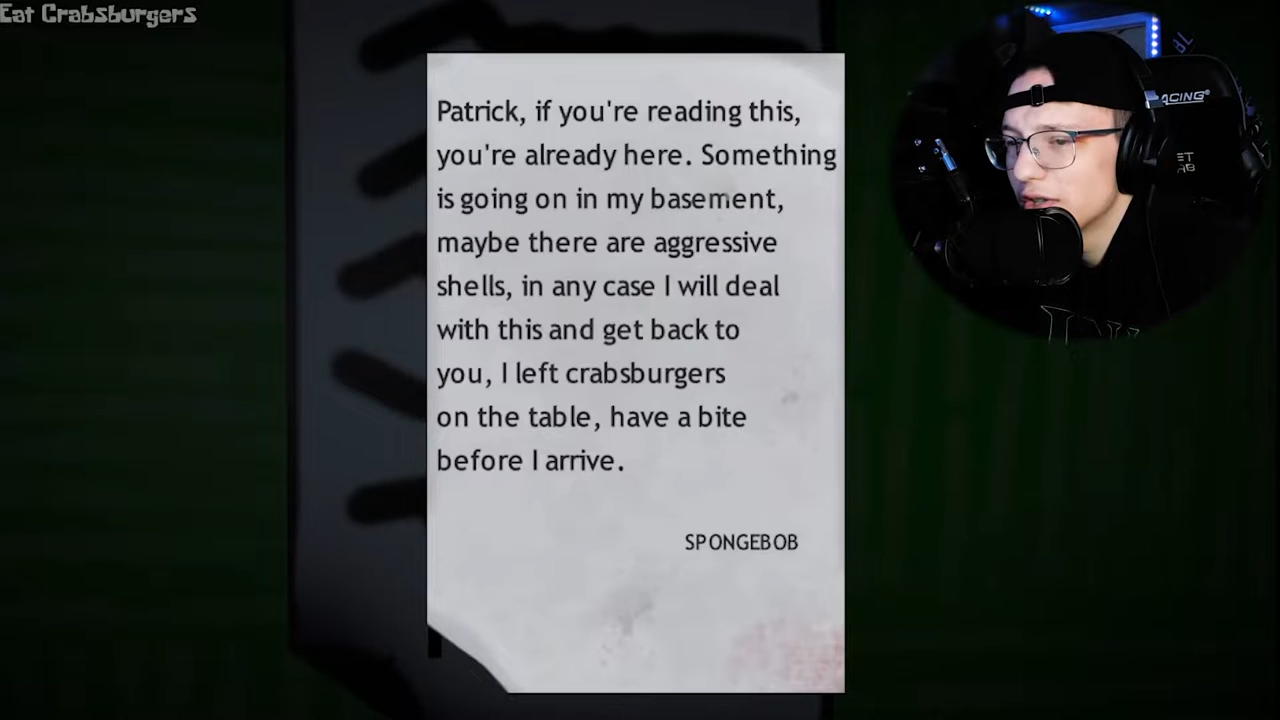 Eat Crabsburgers
Patrick, if you're reading this,
you're already here. Something
is going on in my basement,
maybe there are aggressive
shells, in any case I will deal
with this and get back to
you, I left crabsburgers
on the table, have a bite
before I arrive.
SPONGEBOB
ACING